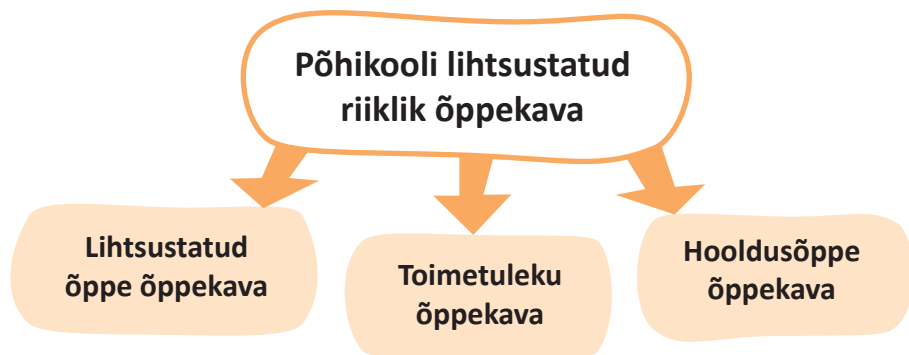 Põhikooli lihtsustatud
riiklik õppekava
Lihtsustatud
õppe õppekava
Toimetuleku
õppekava
Hooldusõppe
õppekava